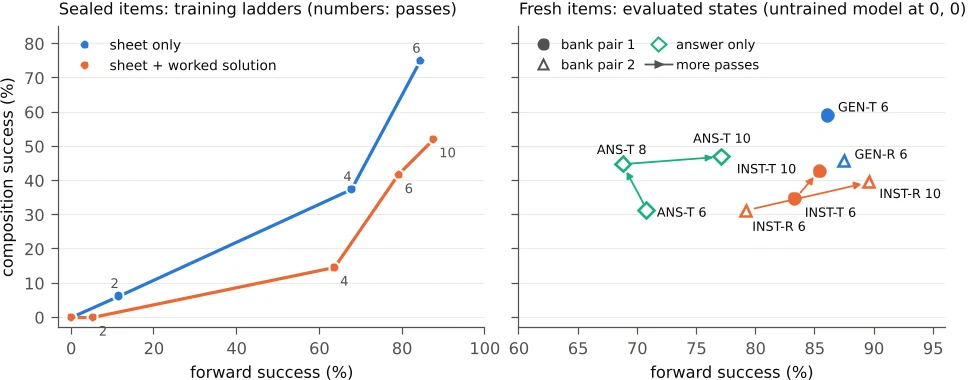 Sealed items: training ladders (numbers: passes)
sheet only
sheet + worked solution
composition success (%)
80
70
60
50
40
30
20
10
0
2
4
6
2
4
6
10
0
20
40
60
80
100
forward success (%)
Fresh items: evaluated states (untrained model at 0, 0)
bank pair 1
answer only
bank pair 2
more passes
GEN-T 6
ANS-T 8
ANS-T 10
GEN-R 6
INST-T 10
INST-R 10
ANS-T 6
INST-T 6
INST-R 6
60
65
70
75
80
85
90
95
forward success (%)